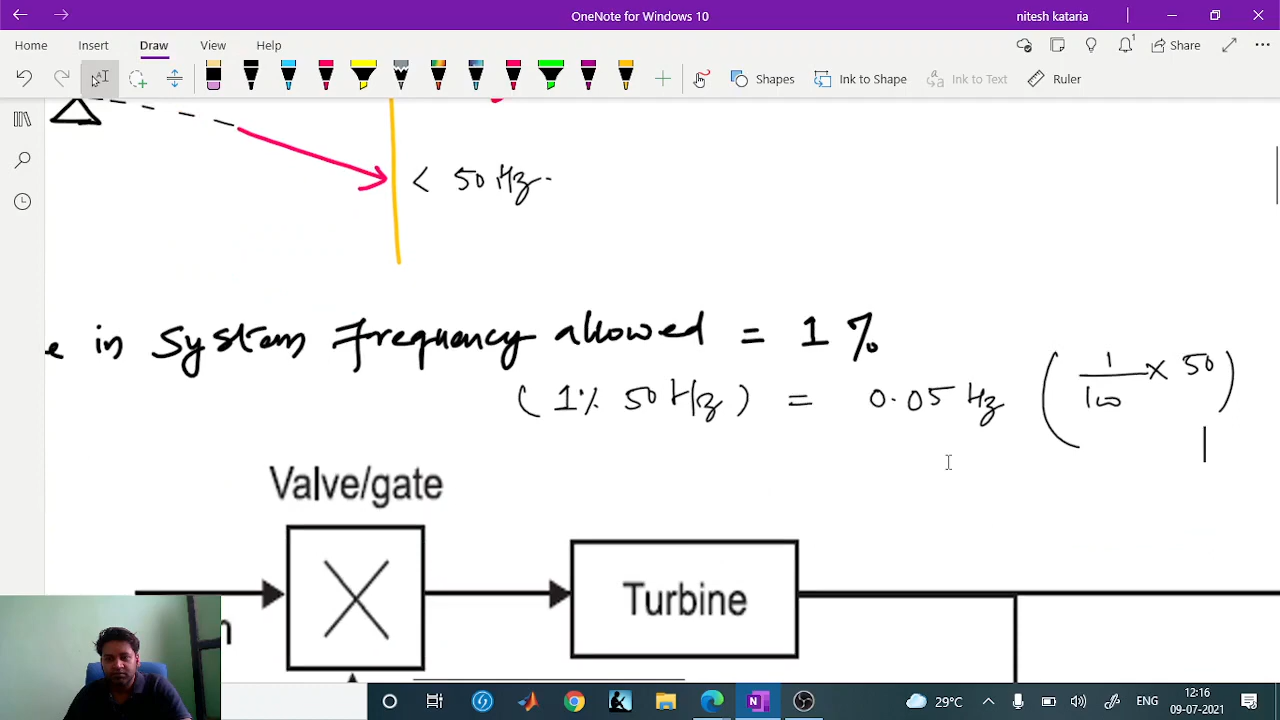 OneNote for Windows 10
nitesh kataria
Home Insert Draw View Help
Share
Shapes
Ink to Shape
Ink to Text
Ruler
< 50 Hz.
e in System frequency allowed = 1 %
(1% 50 Hz) = 0.05 Hz ( 1/100 × 50 )
Valve/gate
Turbine
n
29°C
ENG
12:16
09-07-2021